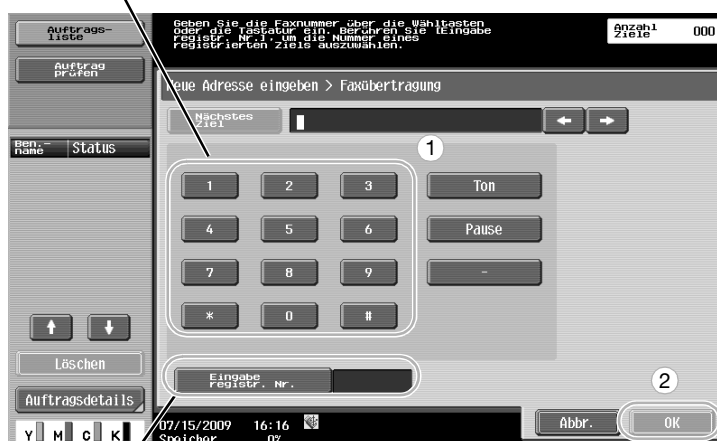 Auftrags-
liste
Auftrag
prüfen
Ben.-
name Status
Löschen
Auftragsdetails
Y M C K
Geben Sie die Faxnummer über die Wähltasten
oder die Tastatur ein. Berühren Sie [Eingabe
registr. Nr.], um die Nummer eines
registrierten Ziels auszuwählen.
Anzahl
Ziele 000
Neue Adresse eingeben > Faxübertragung
Nächstes
Ziel
1
1 2 3 Ton
4 5 6 Pause
7 8 9 -
* 0 #
Eingabe
registr. Nr.
2
07/15/2009 16:16
Speicher 0%
Abbr. OK